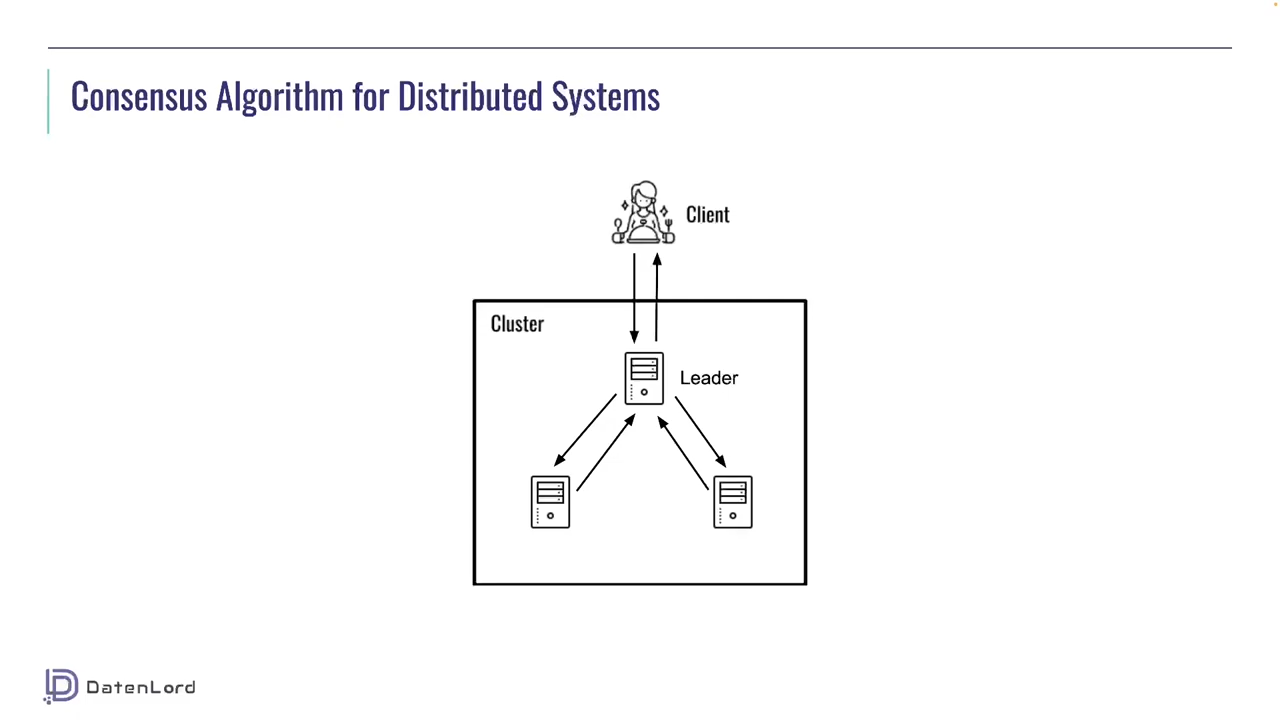 Consensus Algorithm for Distributed Systems
Client
Cluster
Leader
DatenLord